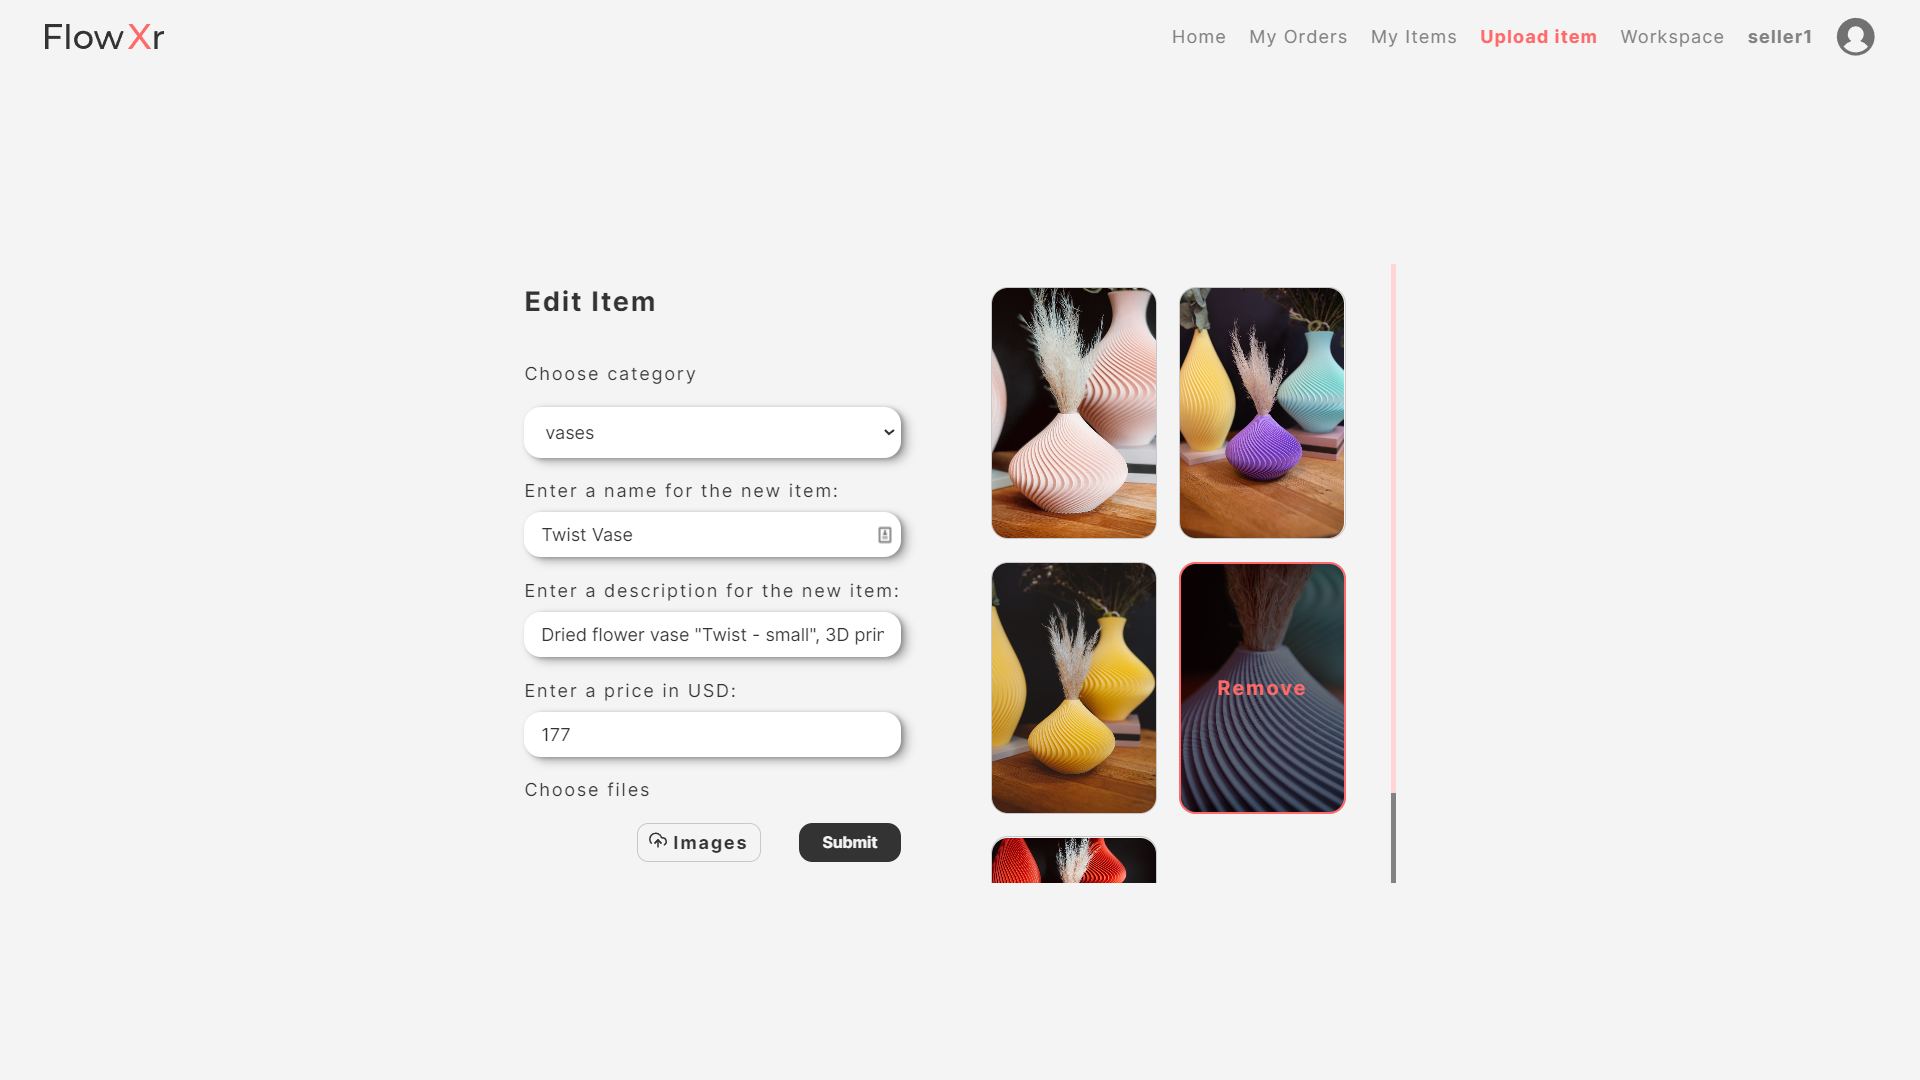 FlowXr
Home
My Orders
My Items
Upload item
Workspace
seller1
Edit Item
Choose category
vases
Enter a name for the new item:
Twist Vase
Enter a description for the new item:
Dried flower vase "Twist - small", 3D prin
Enter a price in USD:
177
Choose files
Images
Submit
Remove